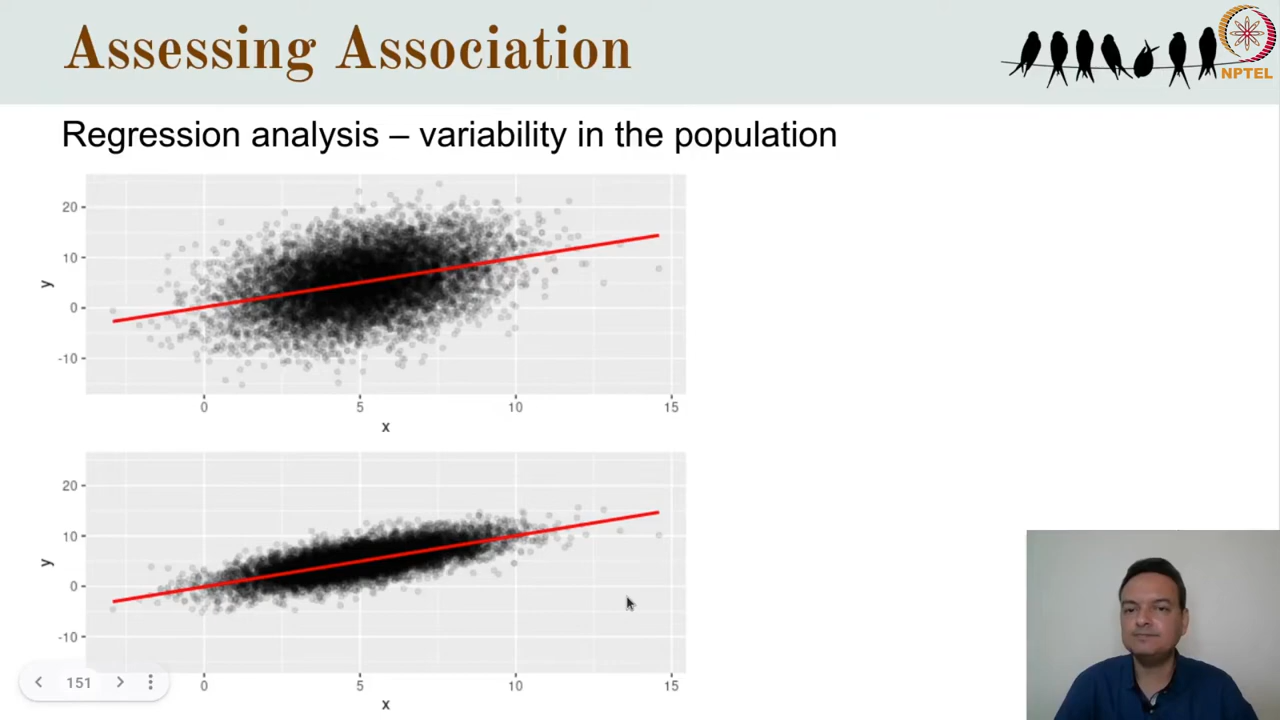 Assessing Association
NPTEL
Regression analysis – variability in the population
20
10
0
-10
y
0 5 10 15
x
20
10
0
-10
y
0 5 10 15
x
151